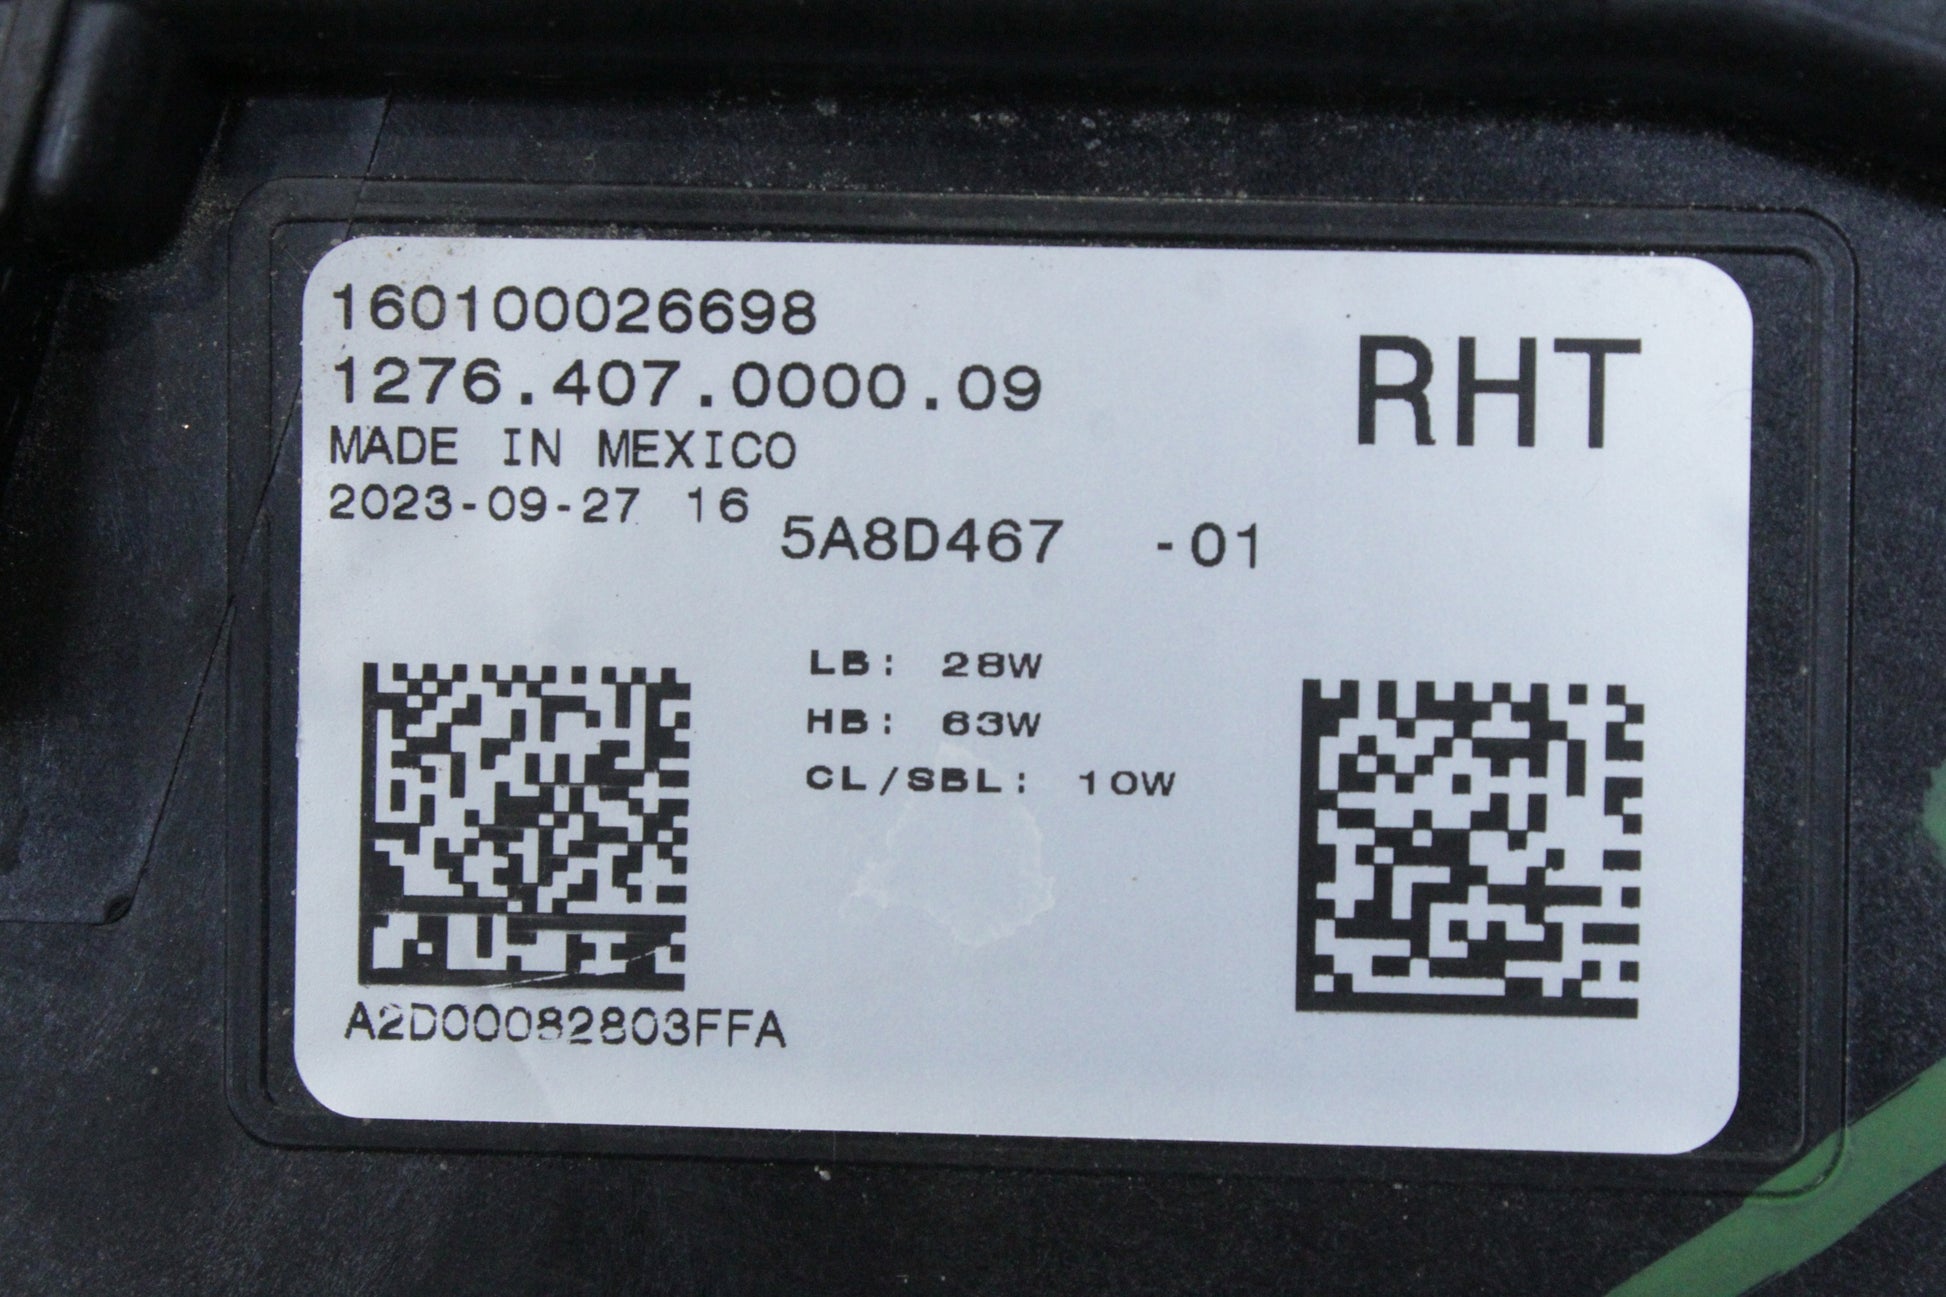 160100026698
1276.407.0000.09
RHT
MADE IN MEXICO
2023-09-27 16
5A8D467 -01
LB: 28W
HB: 63W
CL/SBL: 10W
A2D00082803FFA